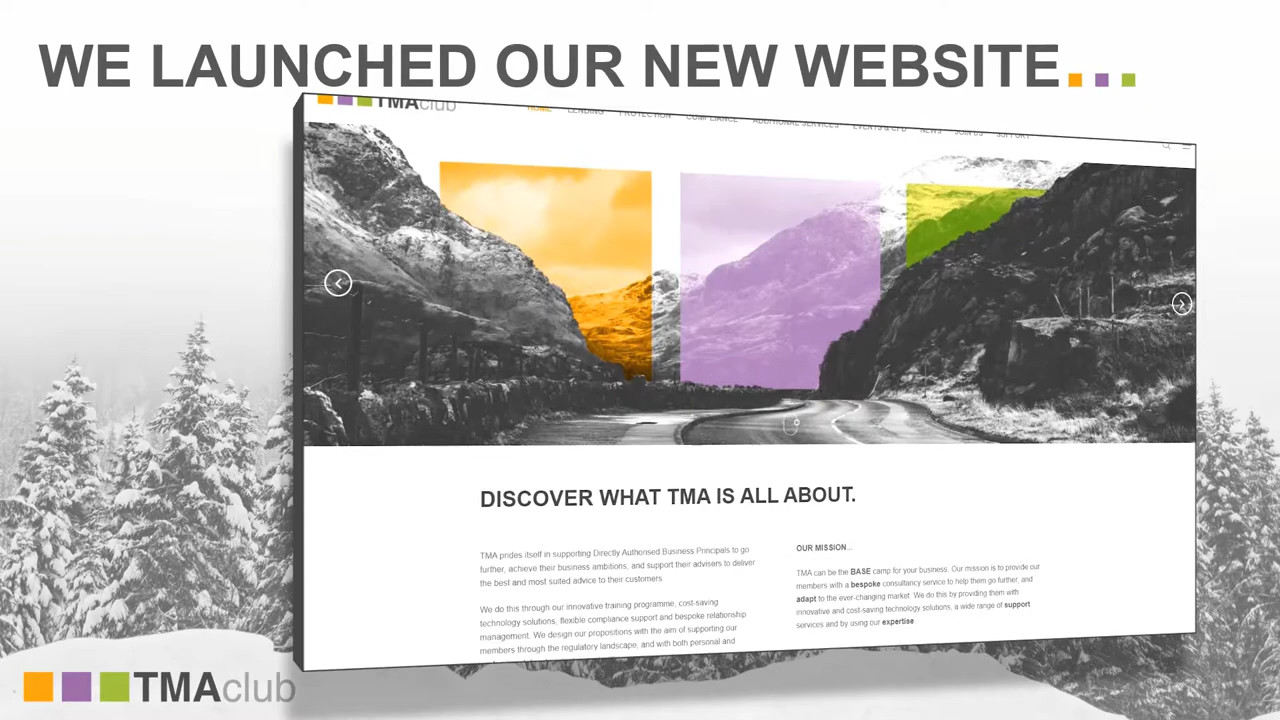 WE LAUNCHED OUR NEW WEBSITE...
TMAclub
HOME LENDING PROTECTION COMPLIANCE ADDITIONAL SERVICES EVENTS & CPD NEWS JOIN US SUPPORT
DISCOVER WHAT TMA IS ALL ABOUT.
TMA prides itself in supporting Directly Authorised Business Principals to go
further, achieve their business ambitions, and support their advisers to deliver
the best and most suited advice to their customers
We do this through our innovative training programme, cost-saving
technology solutions, flexible compliance support and bespoke relationship
management. We design our propositions with the aim of supporting our
members through the regulatory landscape, and with both personal and
OUR MISSION...
TMA can be the BASE camp for your business. Our mission is to provide our
members with a bespoke consultancy service to help them go further, and
adapt to the ever-changing market. We do this by providing them with
innovative and cost-saving technology solutions, a wide range of support
services and by using our expertise
TMAclub